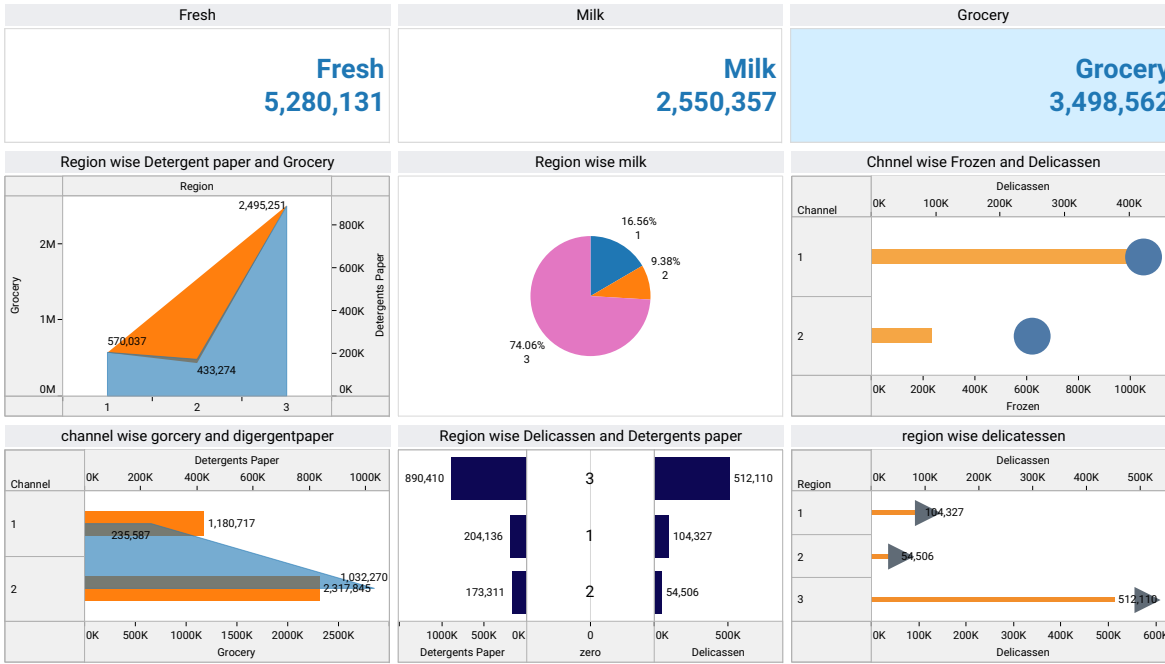 Fresh
Milk
Grocery
Fresh
5,280,131
Milk
2,550,357
Grocery
3,498,562
Region wise Detergent paper and Grocery
Region
2,495,251
570,037
433,274
2M
1M
0M
Grocery
800K
600K
400K
200K
0K
Detergents Paper
1 2 3
Region wise milk
16.56%
1
9.38%
2
74.06%
3
Chnnel wise Frozen and Delicassen
Delicassen
Channel
0K 100K 200K 300K 400K
1
2
0K 200K 400K 600K 800K 1000K
Frozen
channel wise gorcery and digergentpaper
Detergents Paper
Channel
0K 200K 400K 600K 800K 1000K
1
1,180,717
235,587
2
1,032,270
2,317,845
0K 500K 1000K 1500K 2000K 2500K
Grocery
Region wise Delicassen and Detergents paper
890,410 3 512,110
204,136 1 104,327
173,311 2 54,506
1000K 500K 0K 0 0K 500K
Detergents Paper zero Delicassen
region wise delicatessen
Delicassen
Region
0K 100K 200K 300K 400K 500K
1 104,327
2 54,506
3 512,110
0K 100K 200K 300K 400K 500K 600K
Delicassen